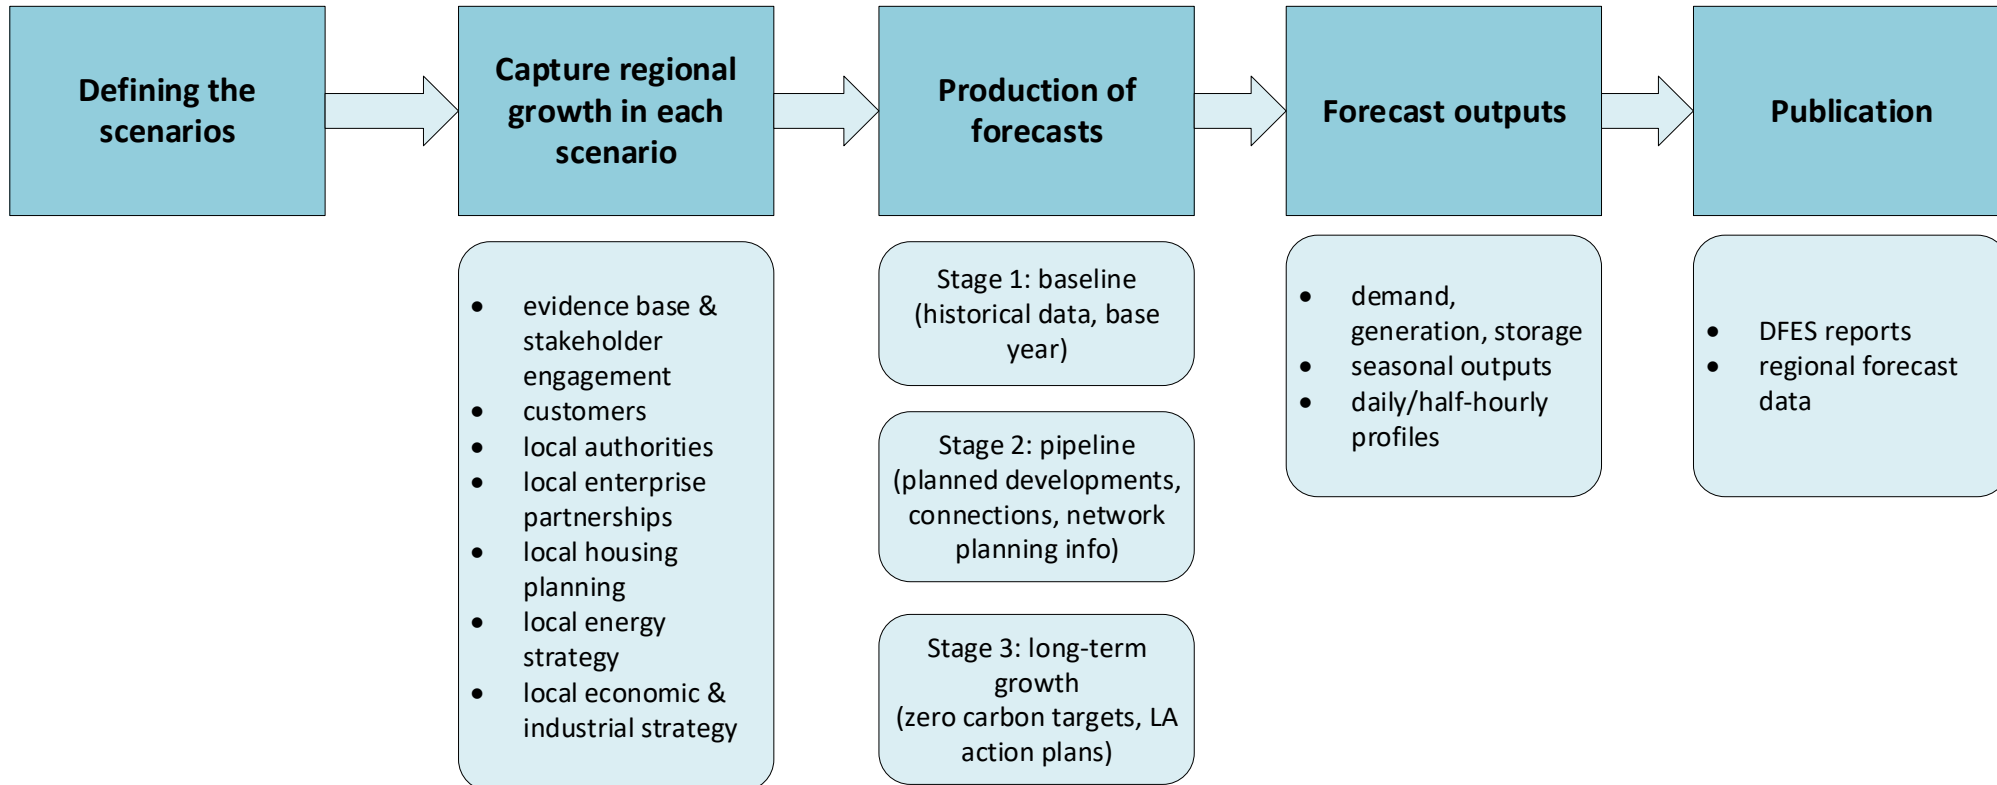 Defining the
scenarios
Capture regional
growth in each
scenario
Production of
forecasts
Forecast outputs
Publication
• evidence base &
stakeholder
engagement
• customers
• local authorities
• local enterprise
partnerships
• local housing
planning
• local energy
strategy
• local economic &
industrial strategy
Stage 1: baseline
(historical data, base
year)
Stage 2: pipeline
(planned developments,
connections, network
planning info)
Stage 3: long-term
growth
(zero carbon targets, LA
action plans)
• demand,
generation, storage
• seasonal outputs
• daily/half-hourly
profiles
• DFES reports
• regional forecast
data